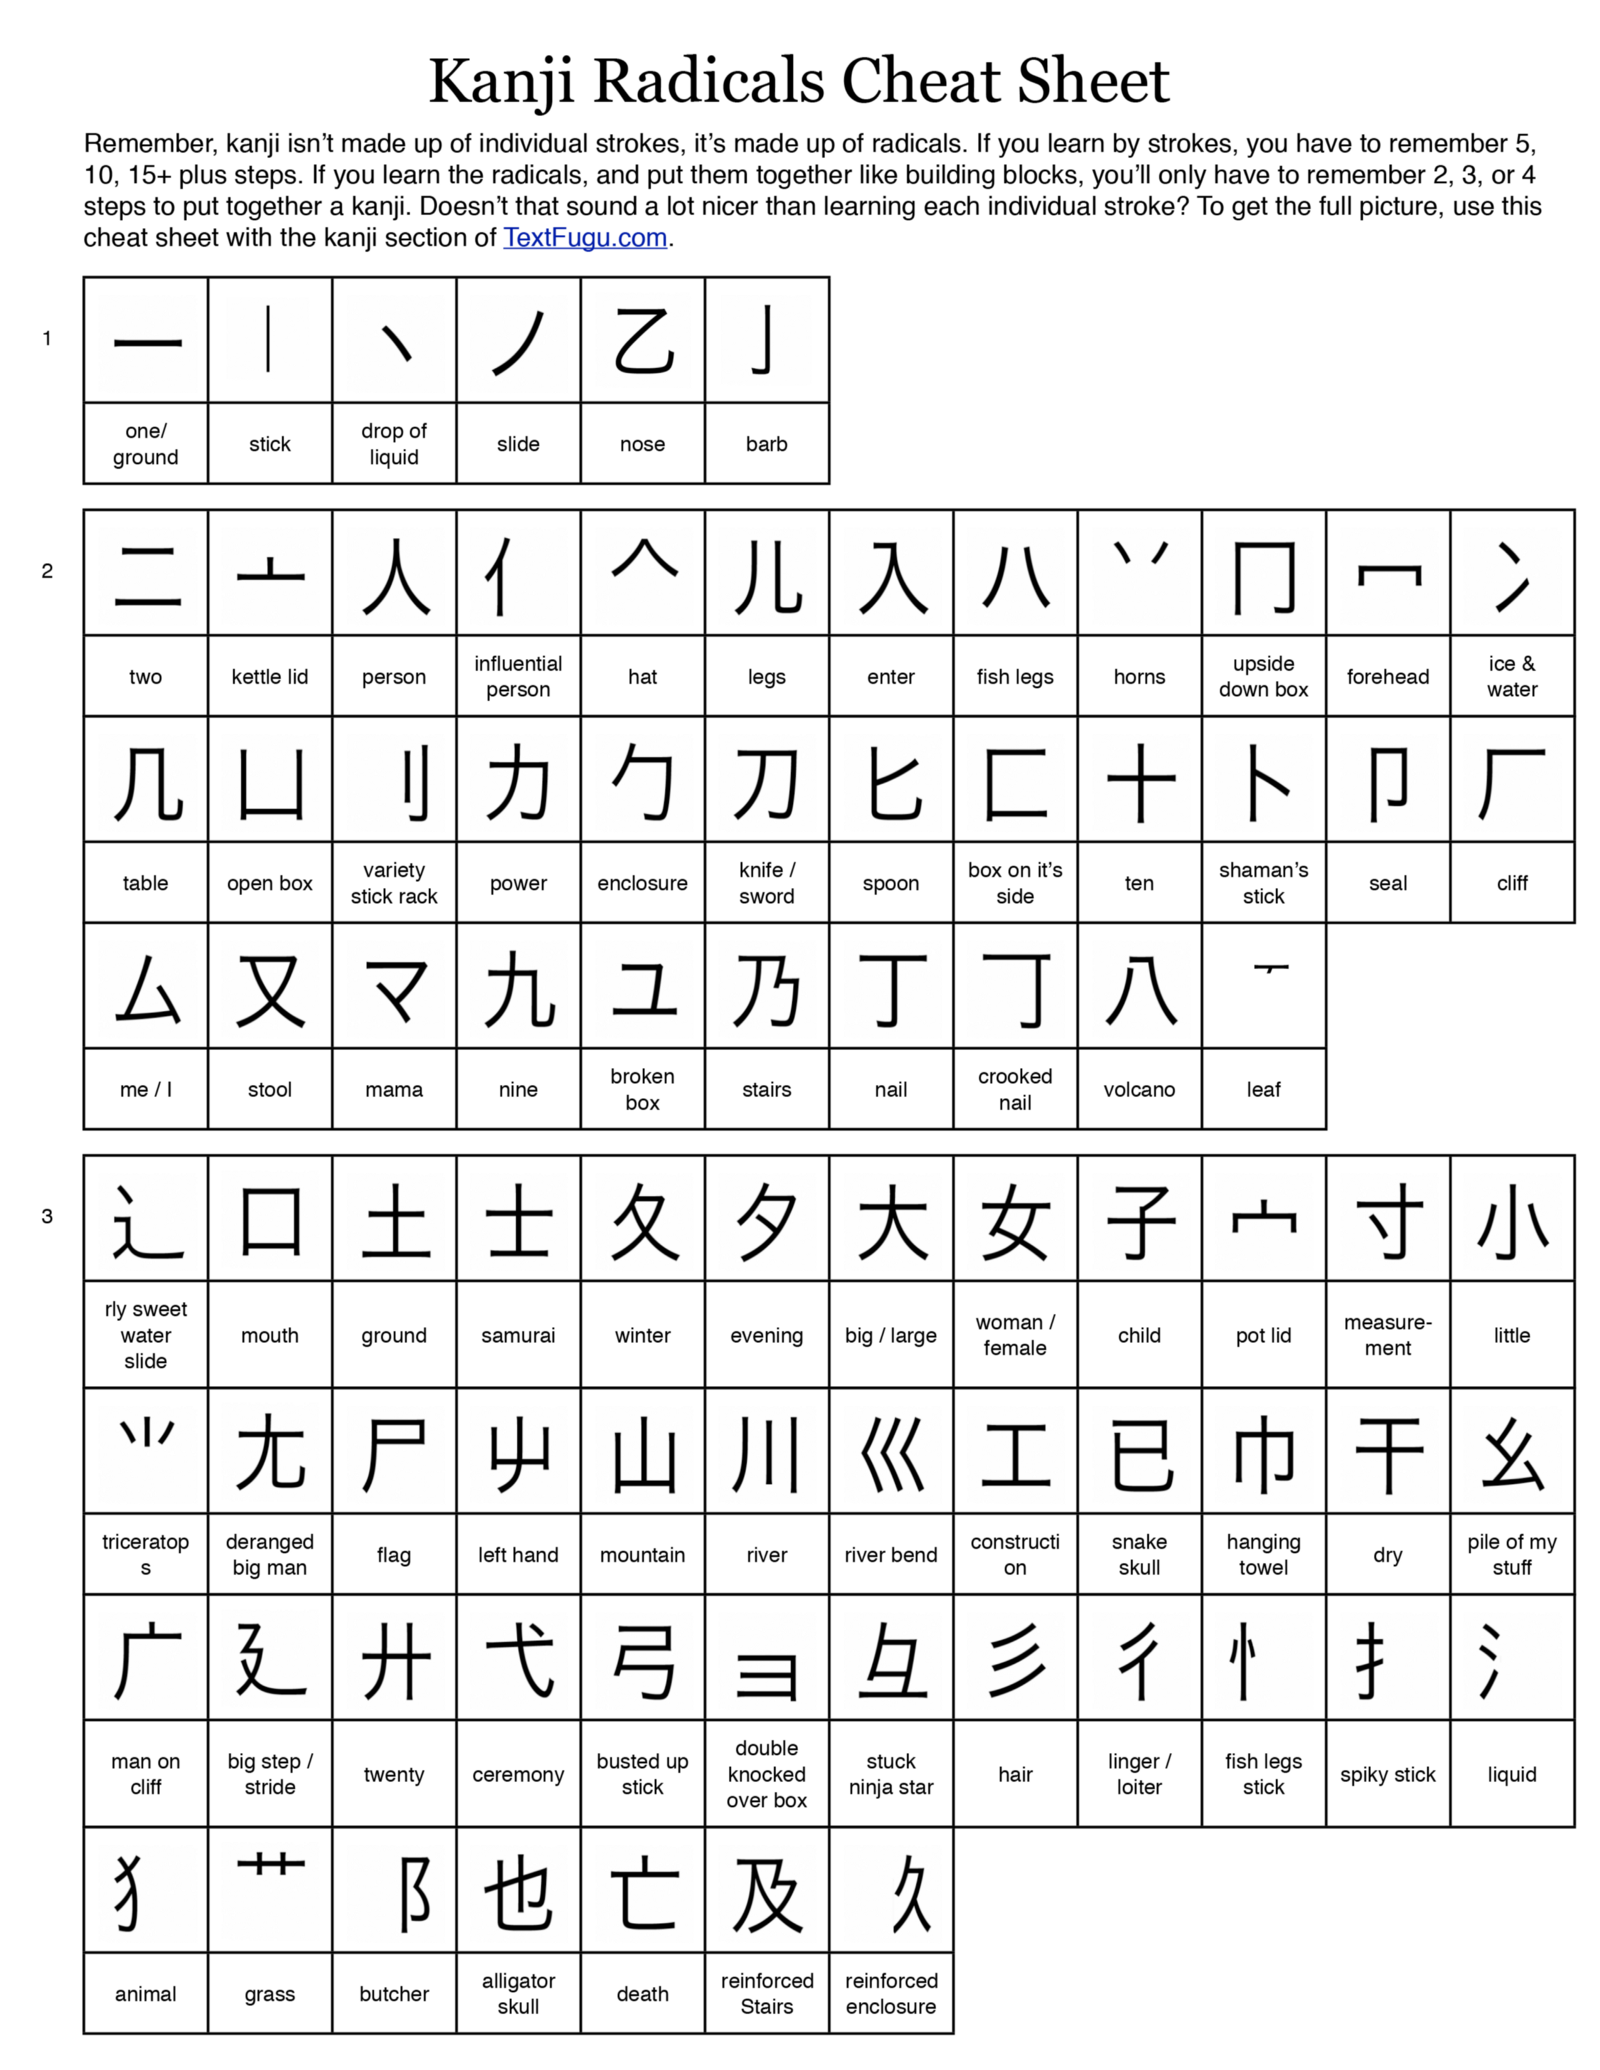 Kanji Radicals Cheat Sheet
Remember, kanji isn’t made up of individual strokes, it’s made up of radicals. If you learn by strokes, you have to remember 5,
10, 15+ plus steps. If you learn the radicals, and put them together like building blocks, you’ll only have to remember 2, 3, or 4
steps to put together a kanji. Doesn’t that sound a lot nicer than learning each individual stroke? To get the full picture, use this
cheat sheet with the kanji section of TextFugu.com.
1
一 ｜ 丶 ノ 乙 亅
one/ ground stick drop of liquid slide nose barb
2
二 亠 人 亻 𠆢 儿 入 八 丷 冂 冖 冫
two kettle lid person influential person hat legs enter fish legs horns upside down box forehead ice & water
几 凵 刂 力 勹 刀 匕 匚 十 卜 卩 厂
table open box variety stick rack power enclosure knife / sword spoon box on it’s side ten shaman’s stick seal cliff
厶 又 マ 九 ユ 乃 丁 丁 八 乛
me / I stool mama nine broken box stairs nail crooked nail volcano leaf
3
辶 口 土 士 夂 夕 大 女 子 宀 寸 小
rly sweet water slide mouth ground samurai winter evening big / large woman / female child pot lid measure- ment little
⺌ 尢 尸 屮 山 川 巛 工 已 巾 干 幺
triceratop s deranged big man flag left hand mountain river river bend constructi on snake skull hanging towel dry pile of my stuff
广 廴 廾 弋 弓 ヨ 彑 彡 彳 忄 扌 氵
man on cliff big step / stride twenty ceremony busted up stick double knocked over box stuck ninja star hair linger / loiter fish legs stick spiky stick liquid
犭 艹 阝 也 亡 及 久
animal grass butcher alligator skull death reinforced Stairs reinforced enclosure